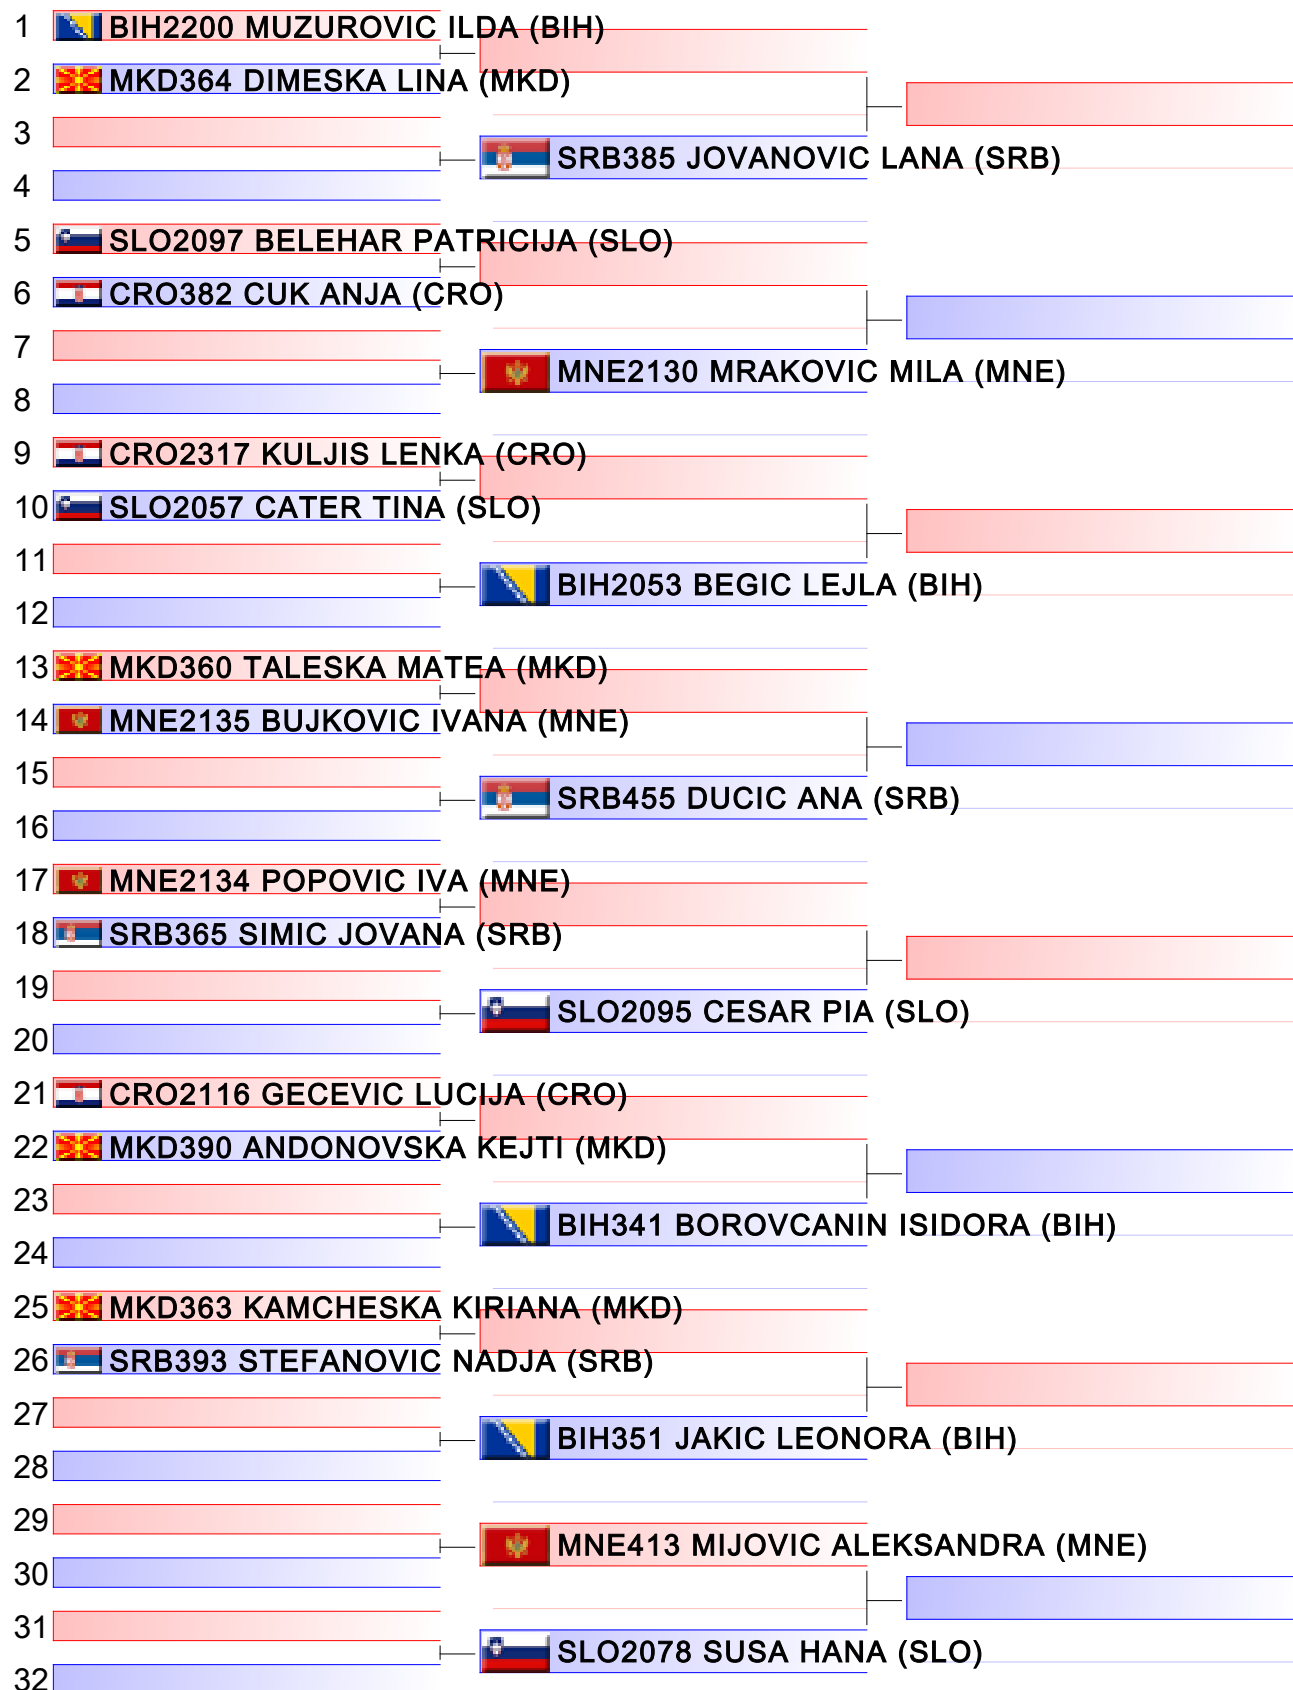 1 BIH2200 MUZUROVIC ILDA (BIH)
2 MKD364 DIMESKA LINA (MKD)
3
SRB385 JOVANOVIC LANA (SRB)
4
5 SLO2097 BELEHAR PATRICIJA (SLO)
6 CRO382 CUK ANJA (CRO)
7
MNE2130 MRAKOVIC MILA (MNE)
8
9 CRO2317 KULJIS LENKA (CRO)
10 SLO2057 CATER TINA (SLO)
11
BIH2053 BEGIC LEJLA (BIH)
12
13 MKD360 TALESKA MATEA (MKD)
14 MNE2135 BUJKOVIC IVANA (MNE)
15
SRB455 DUCIC ANA (SRB)
16
17 MNE2134 POPOVIC IVA (MNE)
18 SRB365 SIMIC JOVANA (SRB)
19
SLO2095 CESAR PIA (SLO)
20
21 CRO2116 GECEVIC LUCIJA (CRO)
22 MKD390 ANDONOVSKA KEJTI (MKD)
23
BIH341 BOROVCANIN ISIDORA (BIH)
24
25 MKD363 KAMCHESKA KIRIANA (MKD)
26 SRB393 STEFANOVIC NADJA (SRB)
27
BIH351 JAKIC LEONORA (BIH)
28
29
MNE413 MIJOVIC ALEKSANDRA (MNE)
30
31
SLO2078 SUSA HANA (SLO)
32